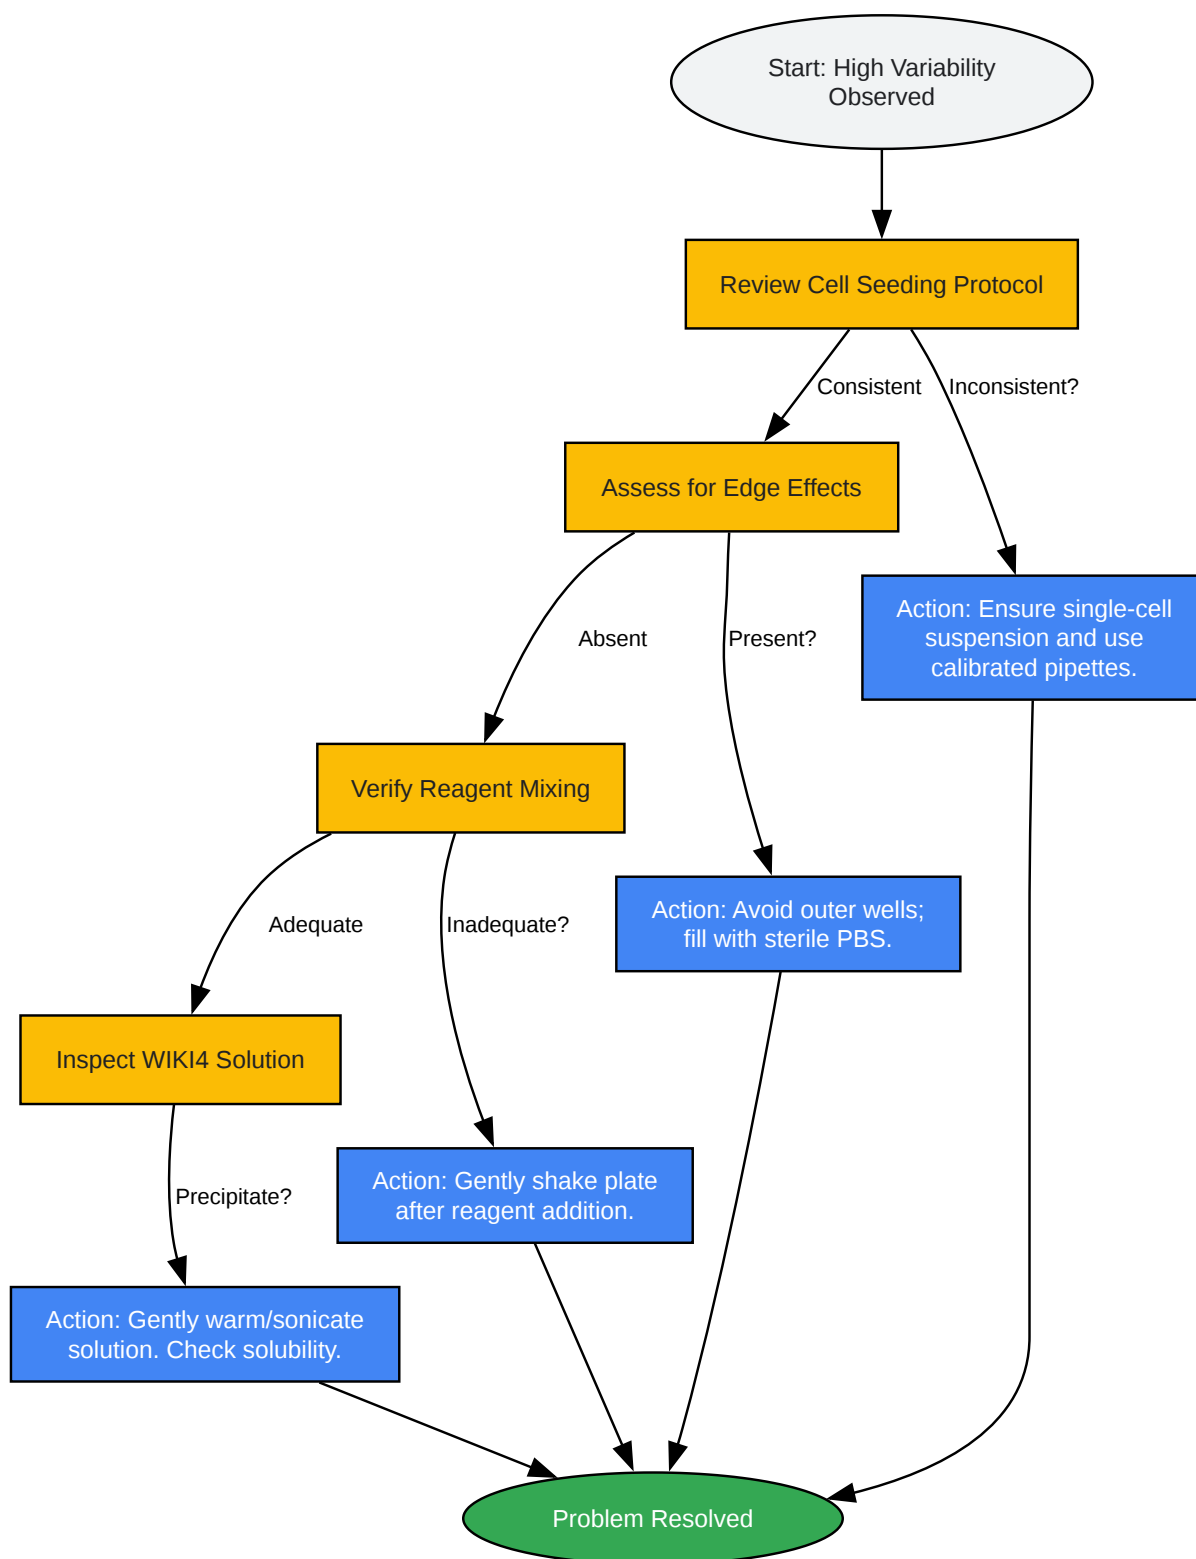 Start: High Variability
Observed
Review Cell Seeding Protocol
Consistent
Inconsistent?
Assess for Edge Effects
Action: Ensure single-cell
suspension and use
calibrated pipettes.
Absent
Present?
Verify Reagent Mixing
Action: Avoid outer wells;
fill with sterile PBS.
Adequate
Inadequate?
Inspect WIKI4 Solution
Action: Gently shake plate
after reagent addition.
Precipitate?
Action: Gently warm/sonicate
solution. Check solubility.
Problem Resolved